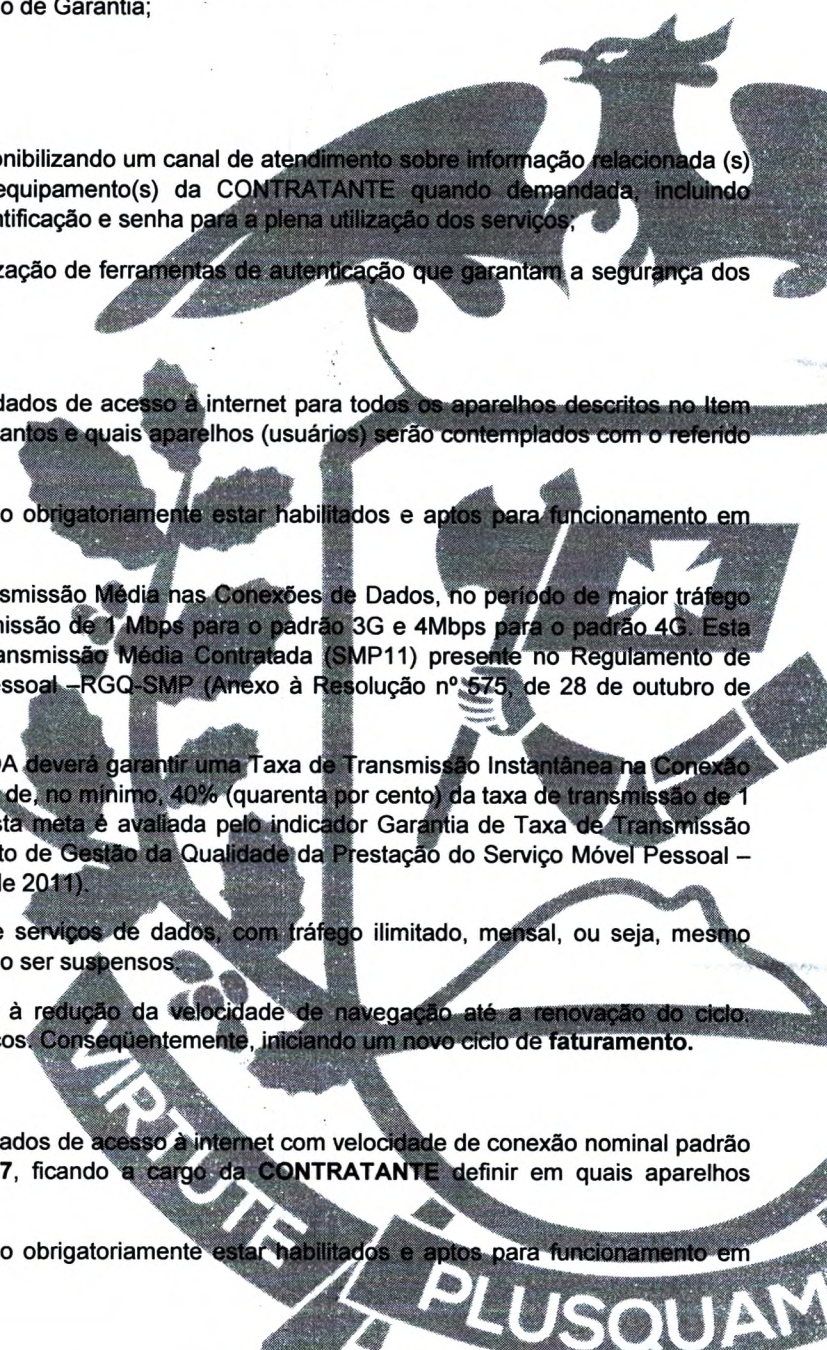 o de Garantia;
onibilizando um canal de atendimento sobre informação relacionada (s)
equipamento(s) da CONTRATANTE quando demandada, incluindo
ntificação e senha para a plena utilização dos serviços;
zação de ferramentas de autenticação que garantam a segurança dos
dados de acesso à internet para todos os aparelhos descritos no Item
antos e quais aparelhos (usuários) serão contemplados com o referido
o obrigatoriamente estar habilitados e aptos para funcionamento em
nsmissão Média nas Conexões de Dados, no período de maior tráfego
missão de 1 Mbps para o padrão 3G e 4Mbps para o padrão 4G. Esta
ansmissão Média Contratada (SMP11) presente no Regulamento de
essoal –RGQ-SMP (Anexo à Resolução nº 575, de 28 de outubro de
DA deverá garantir uma Taxa de Transmissão Instantânea na Conexão
de, no mínimo, 40% (quarenta por cento) da taxa de transmissão de 1
sta meta é avaliada pelo indicador Garantia de Taxa de Transmissão
to de Gestão da Qualidade da Prestação do Serviço Móvel Pessoal –
de 2011).
e serviços de dados, com tráfego ilimitado, mensal, ou seja, mesmo
o ser suspensos.
à redução da velocidade de navegação até a renovação do ciclo.
ços. Conseqüentemente, iniciando um novo ciclo de faturamento.
ados de acesso à internet com velocidade de conexão nominal padrão
7, ficando a cargo da CONTRATANTE definir em quais aparelhos
o obrigatoriamente estar habilitados e aptos para funcionamento em
VIRTUTE
PLUSQUAM